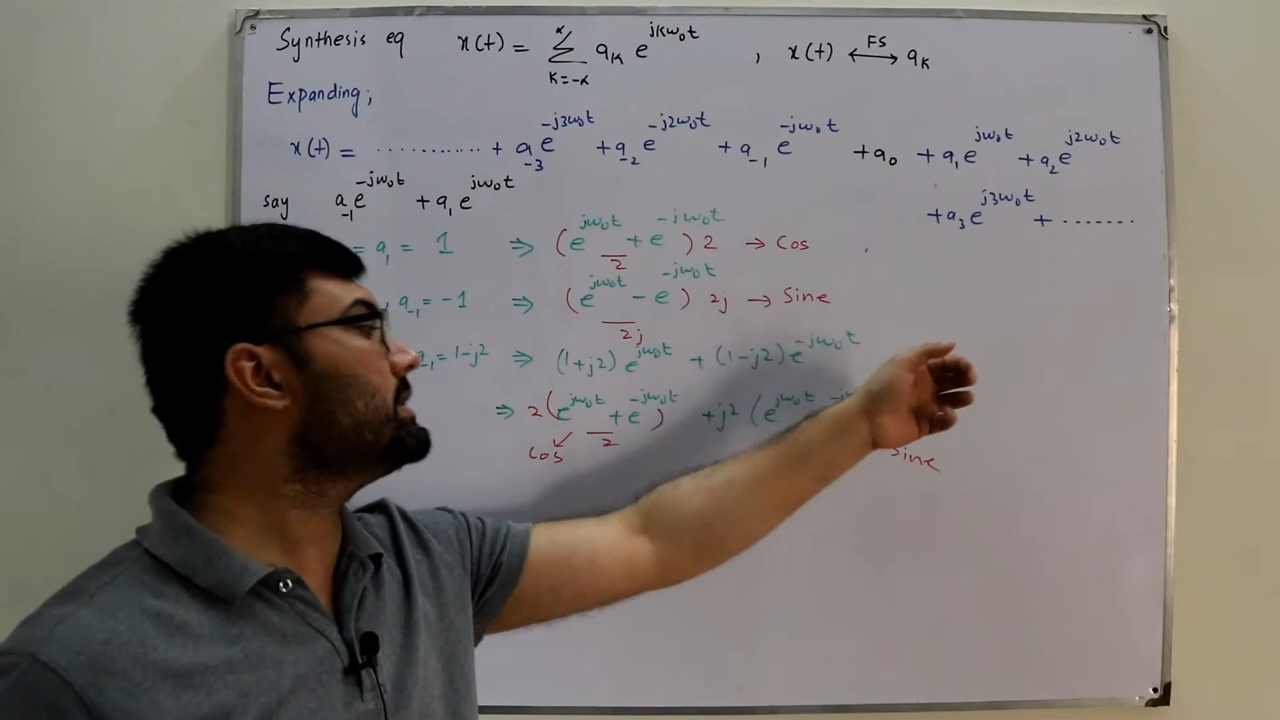 Synthesis eq x(t) = ∑_{K=-∝}^{∝} a_K e^{jKω₀t} , x(t) ⟷^{FS} a_K
Expanding;
x(t) = ............ + a_{-3} e^{-j3ω₀t} + a_{-2} e^{-j2ω₀t} + a_{-1} e^{-jω₀t} + a₀ + a₁ e^{jω₀t} + a₂ e^{j2ω₀t}
+ a₃ e^{j3ω₀t} + .......
say a_{-1} e^{-jω₀t} + a₁ e^{jω₀t}
= a₁ = 1 ⇒ (e^{jω₀t} + e^{-jω₀t})/2 2 → Cos
, a_{-1} = -1 ⇒ (e^{jω₀t} - e^{-jω₀t})/2j 2j → Sine
a_{-1} = 1-j2 ⇒ (1+j2) e^{jω₀t} + (1-j2) e^{-jω₀t}
⇒ 2(e^{jω₀t} + e^{-jω₀t})/2 + j2 (e^{jω₀t}
Cos
Sine